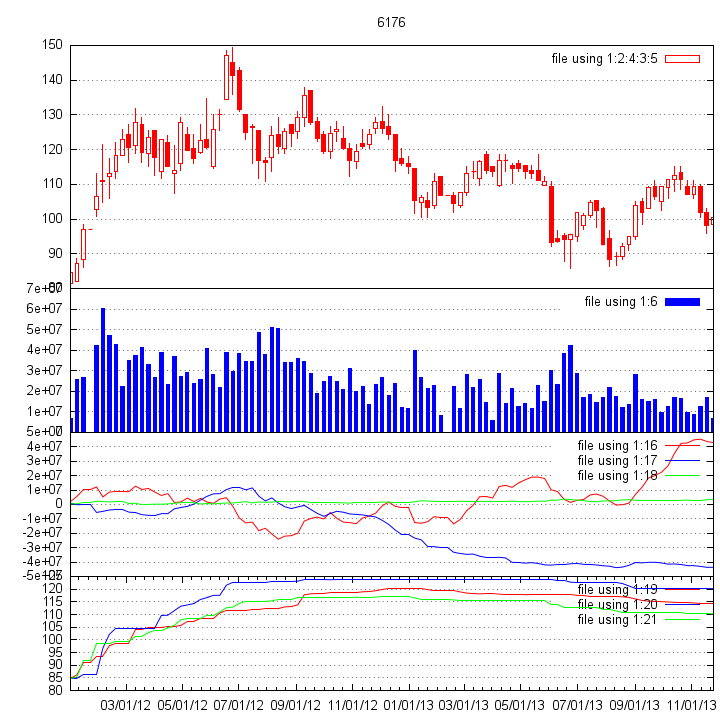 6176
150
file using 1:2:4:3:5
140
130
120
110
100
90
7e+07
file using 1:6
6e+07
5e+07
4e+07
3e+07
2e+07
1e+07
5e+07
file using 1:16
4e+07
file using 1:17
3e+07
file using 1:18
2e+07
1e+07
0
-1e+07
-2e+07
-3e+07
-4e+07
-5e+07
120
file using 1:19
115
file using 1:20
110
file using 1:21
105
100
95
90
85
80
03/01/12 05/01/12 07/01/12 09/01/12 11/01/12 01/01/13 03/01/13 05/01/13 07/01/13 09/01/13 11/01/13